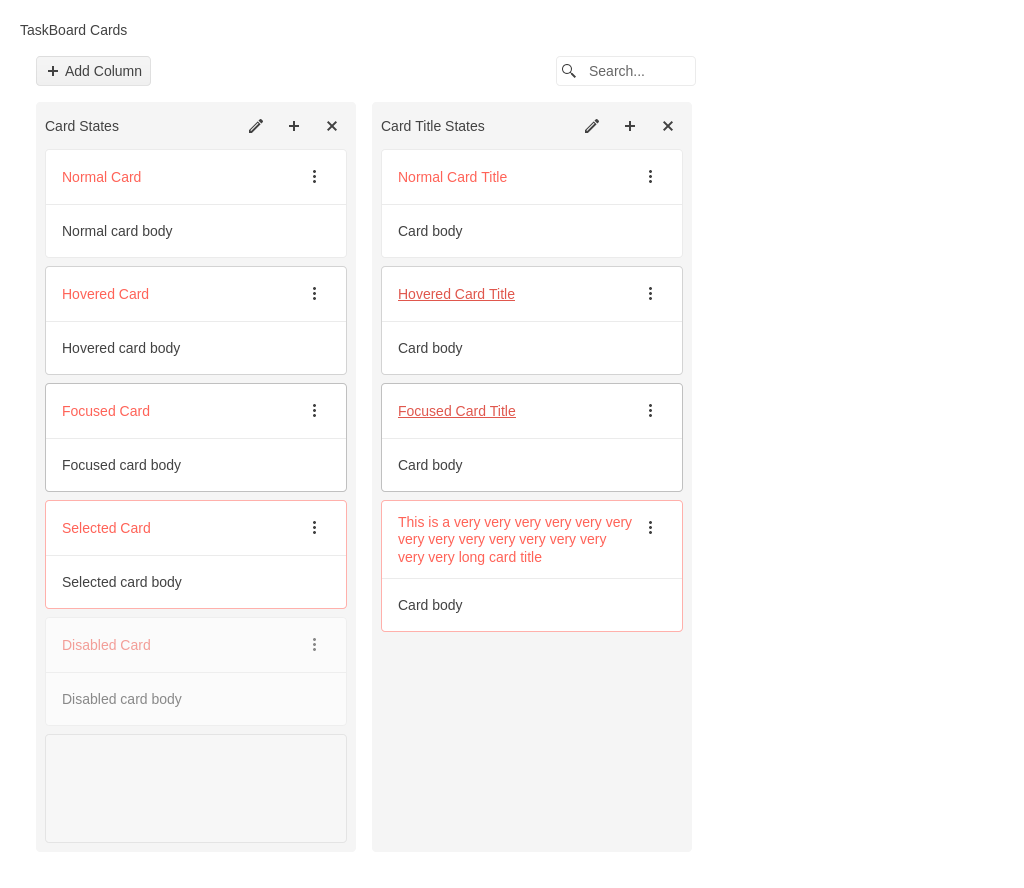 TaskBoard Cards
Add Column
Search...
Card States
Normal Card
Normal card body
Hovered Card
Hovered card body
Focused Card
Focused card body
Selected Card
Selected card body
Disabled Card
Disabled card body
Card Title States
Normal Card Title
Card body
Hovered Card Title
Card body
Focused Card Title
Card body
This is a very very very very very very
very very very very very very very
very very long card title
Card body